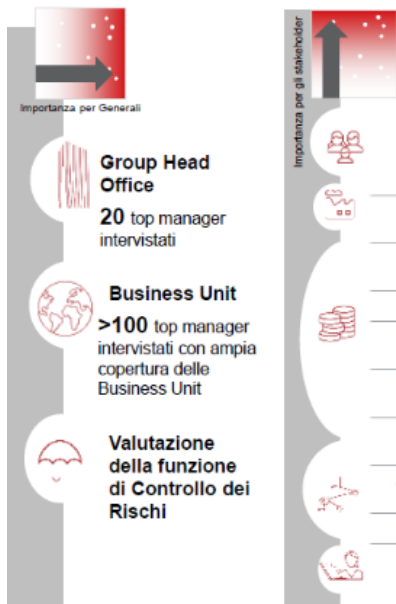 Importanza per Generali
Group Head
Office
20 top manager
intervistati
Business Unit
>100 top manager
intervistati con ampia
copertura delle
Business Unit
Valutazione
della funzione
di Controllo dei
Rischi
Importanza per gli stakeholder